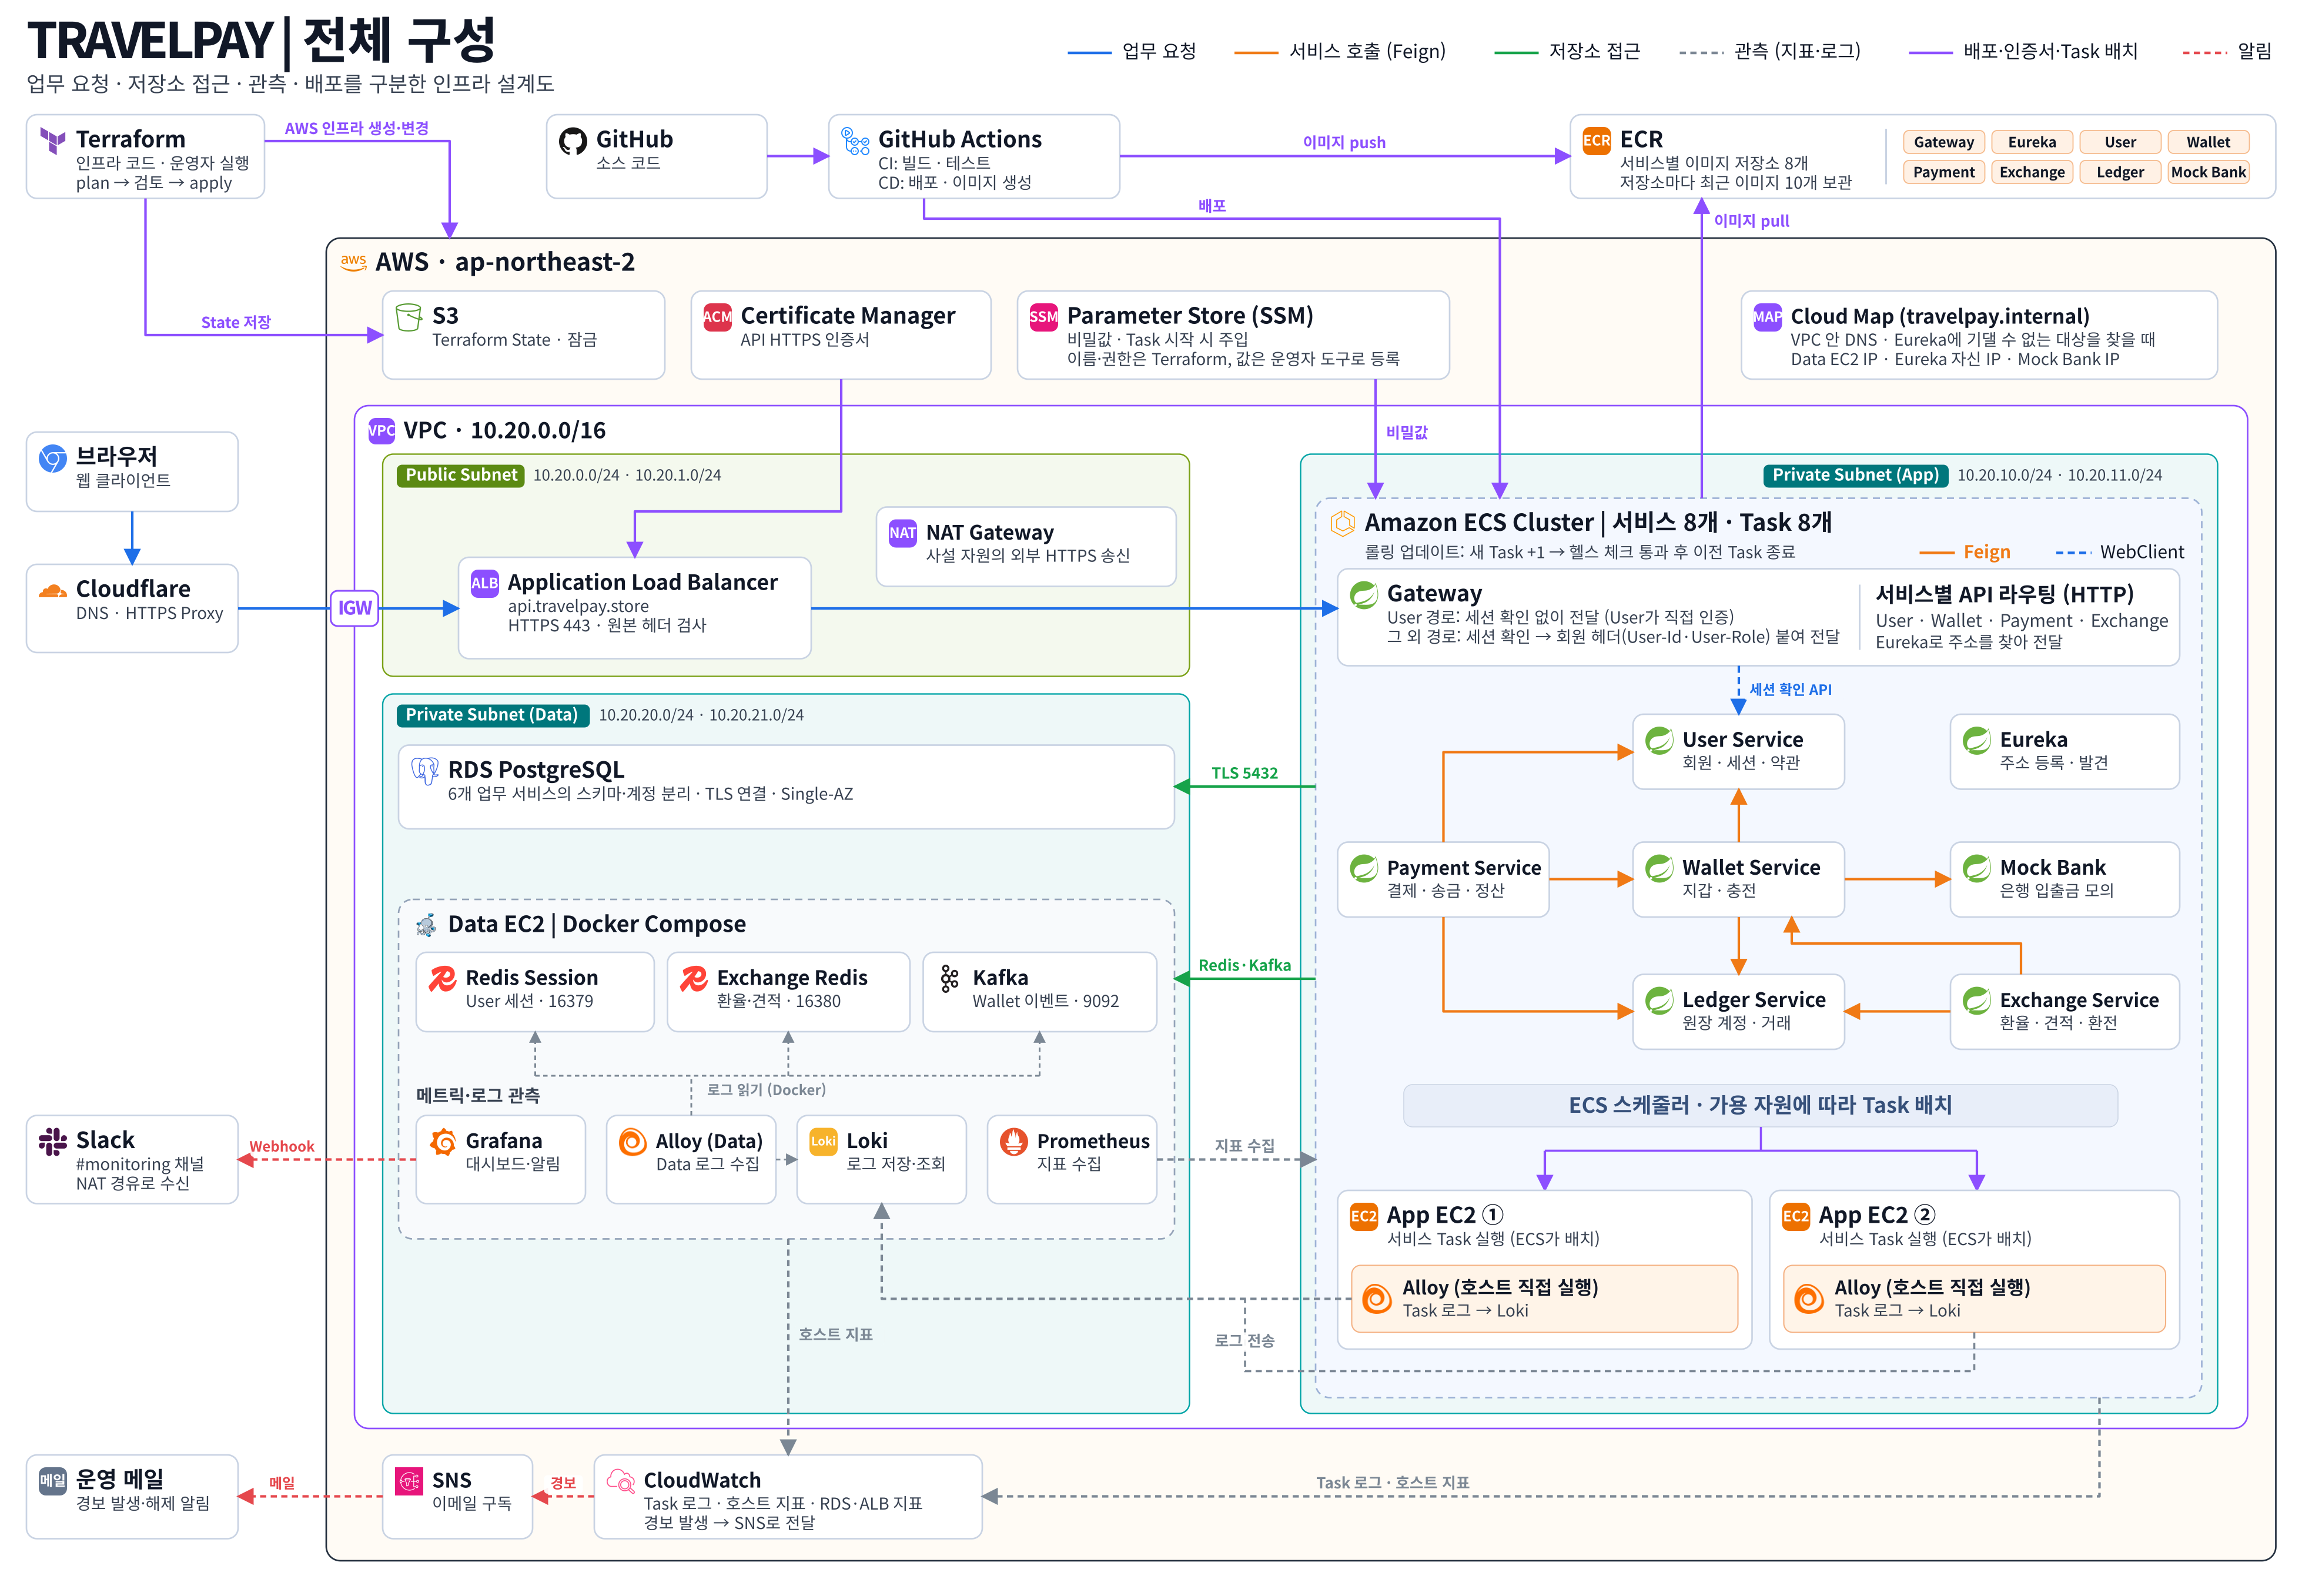 TRAVELPAY | 전체 구성
업무 요청 · 저장소 접근 · 관측 · 배포를 구분한 인프라 설계도
업무 요청
서비스 호출 (Feign)
저장소 접근
관측 (지표·로그)
배포·인증서·Task 배치
알림
Terraform
인프라 코드 · 운영자 실행
plan → 검토 → apply
AWS 인프라 생성·변경
GitHub
소스 코드
GitHub Actions
CI: 빌드 · 테스트
CD: 배포 · 이미지 생성
이미지 push
배포
ECR
ECR
서비스별 이미지 저장소 8개
저장소마다 최근 이미지 10개 보관
Gateway
Eureka
User
Wallet
Payment
Exchange
Ledger
Mock Bank
이미지 pull
aws
AWS · ap-northeast-2
State 저장
S3
Terraform State · 잠금
ACM
Certificate Manager
API HTTPS 인증서
SSM
Parameter Store (SSM)
비밀값 · Task 시작 시 주입
이름·권한은 Terraform, 값은 운영자 도구로 등록
MAP
Cloud Map (travelpay.internal)
VPC 안 DNS · Eureka에 기댈 수 없는 대상을 찾을 때
Data EC2 IP · Eureka 자신 IP · Mock Bank IP
브라우저
웹 클라이언트
Cloudflare
DNS · HTTPS Proxy
IGW
VPC
VPC · 10.20.0.0/16
비밀값
Public Subnet
10.20.0.0/24 · 10.20.1.0/24
NAT
NAT Gateway
사설 자원의 외부 HTTPS 송신
ALB
Application Load Balancer
api.travelpay.store
HTTPS 443 · 원본 헤더 검사
Private Subnet (App)
10.20.10.0/24 · 10.20.11.0/24
Amazon ECS Cluster | 서비스 8개 · Task 8개
롤링 업데이트: 새 Task +1 → 헬스 체크 통과 후 이전 Task 종료
Feign
WebClient
Gateway
User 경로: 세션 확인 없이 전달 (User가 직접 인증)
그 외 경로: 세션 확인 → 회원 헤더(User-Id·User-Role) 붙여 전달
서비스별 API 라우팅 (HTTP)
User · Wallet · Payment · Exchange
Eureka로 주소를 찾아 전달
세션 확인 API
User Service
회원 · 세션 · 약관
Eureka
주소 등록 · 발견
Payment Service
결제 · 송금 · 정산
Wallet Service
지갑 · 충전
Mock Bank
은행 입출금 모의
Ledger Service
원장 계정 · 거래
Exchange Service
환율 · 견적 · 환전
ECS 스케줄러 · 가용 자원에 따라 Task 배치
EC2
App EC2 ①
서비스 Task 실행 (ECS가 배치)
Alloy (호스트 직접 실행)
Task 로그 → Loki
EC2
App EC2 ②
서비스 Task 실행 (ECS가 배치)
Alloy (호스트 직접 실행)
Task 로그 → Loki
Private Subnet (Data)
10.20.20.0/24 · 10.20.21.0/24
RDS PostgreSQL
6개 업무 서비스의 스키마·계정 분리 · TLS 연결 · Single-AZ
TLS 5432
Data EC2 | Docker Compose
Redis·Kafka
Redis Session
User 세션 · 16379
Exchange Redis
환율·견적 · 16380
Kafka
Wallet 이벤트 · 9092
로그 읽기 (Docker)
메트릭·로그 관측
Grafana
대시보드·알림
Alloy (Data)
Data 로그 수집
Loki
Loki
로그 저장·조회
Prometheus
지표 수집
지표 수집
Slack
#monitoring 채널
NAT 경유로 수신
Webhook
호스트 지표
로그 전송
메일
운영 메일
경보 발생·해제 알림
메일
SNS
이메일 구독
경보
CloudWatch
Task 로그 · 호스트 지표 · RDS·ALB 지표
경보 발생 → SNS로 전달
Task 로그 · 호스트 지표